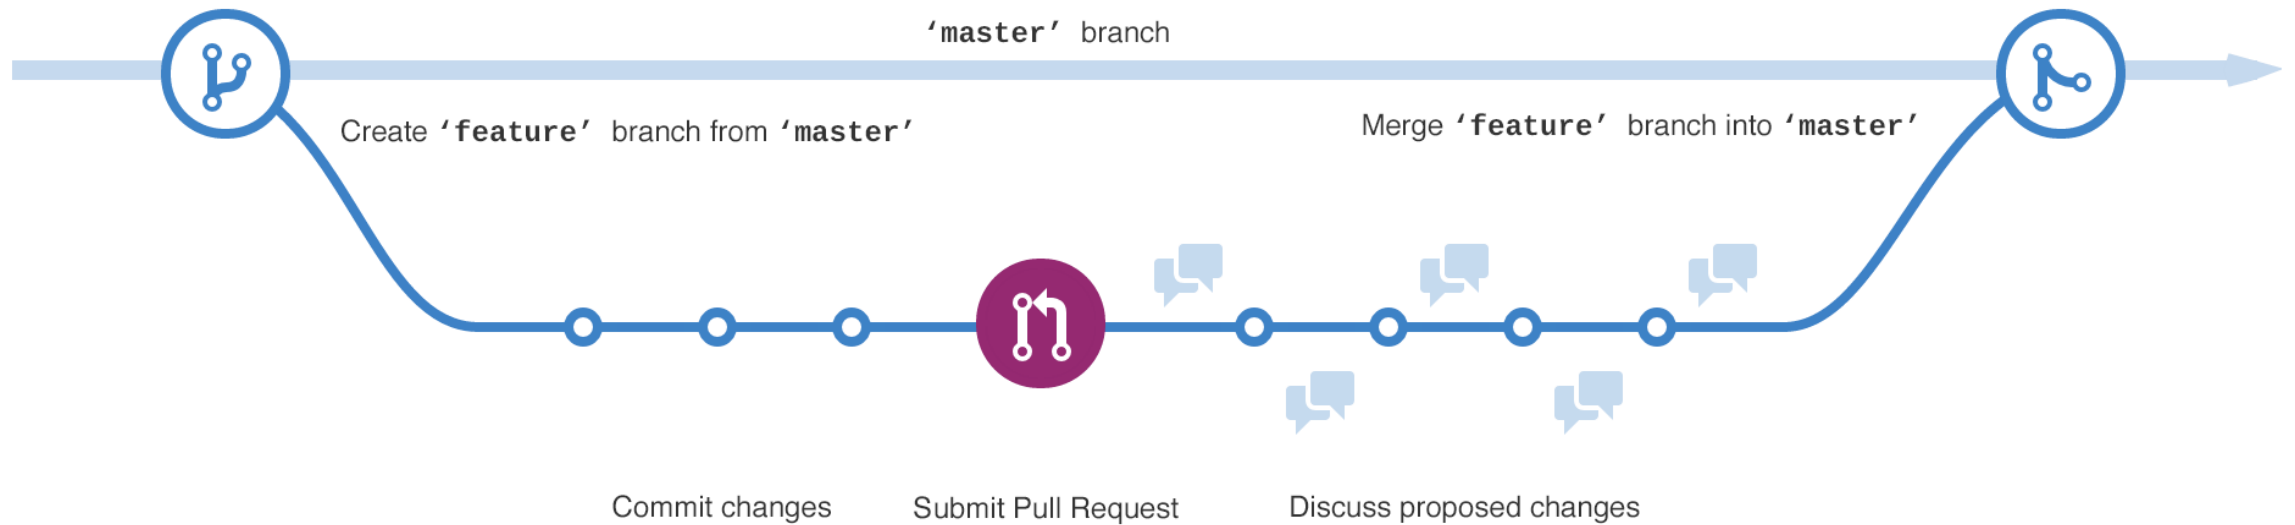 ‘master’ branch
Create ‘feature’ branch from ‘master’
Merge ‘feature’ branch into ‘master’
Commit changes
Submit Pull Request
Discuss proposed changes